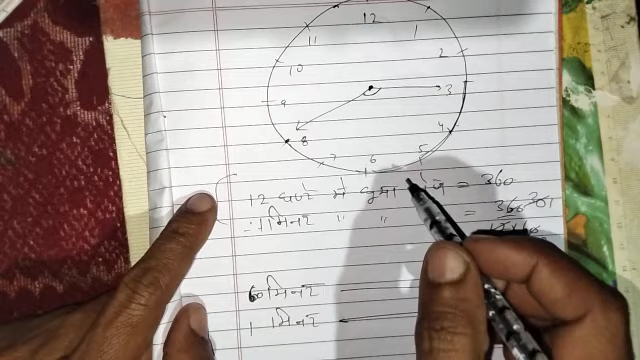 12
11 1
10 2
9 3
8 4
7 5
6
12 घण्टे में घुमा = 360
∴ 1 मिनट " " = 360
60 मिनट
1 मिनट